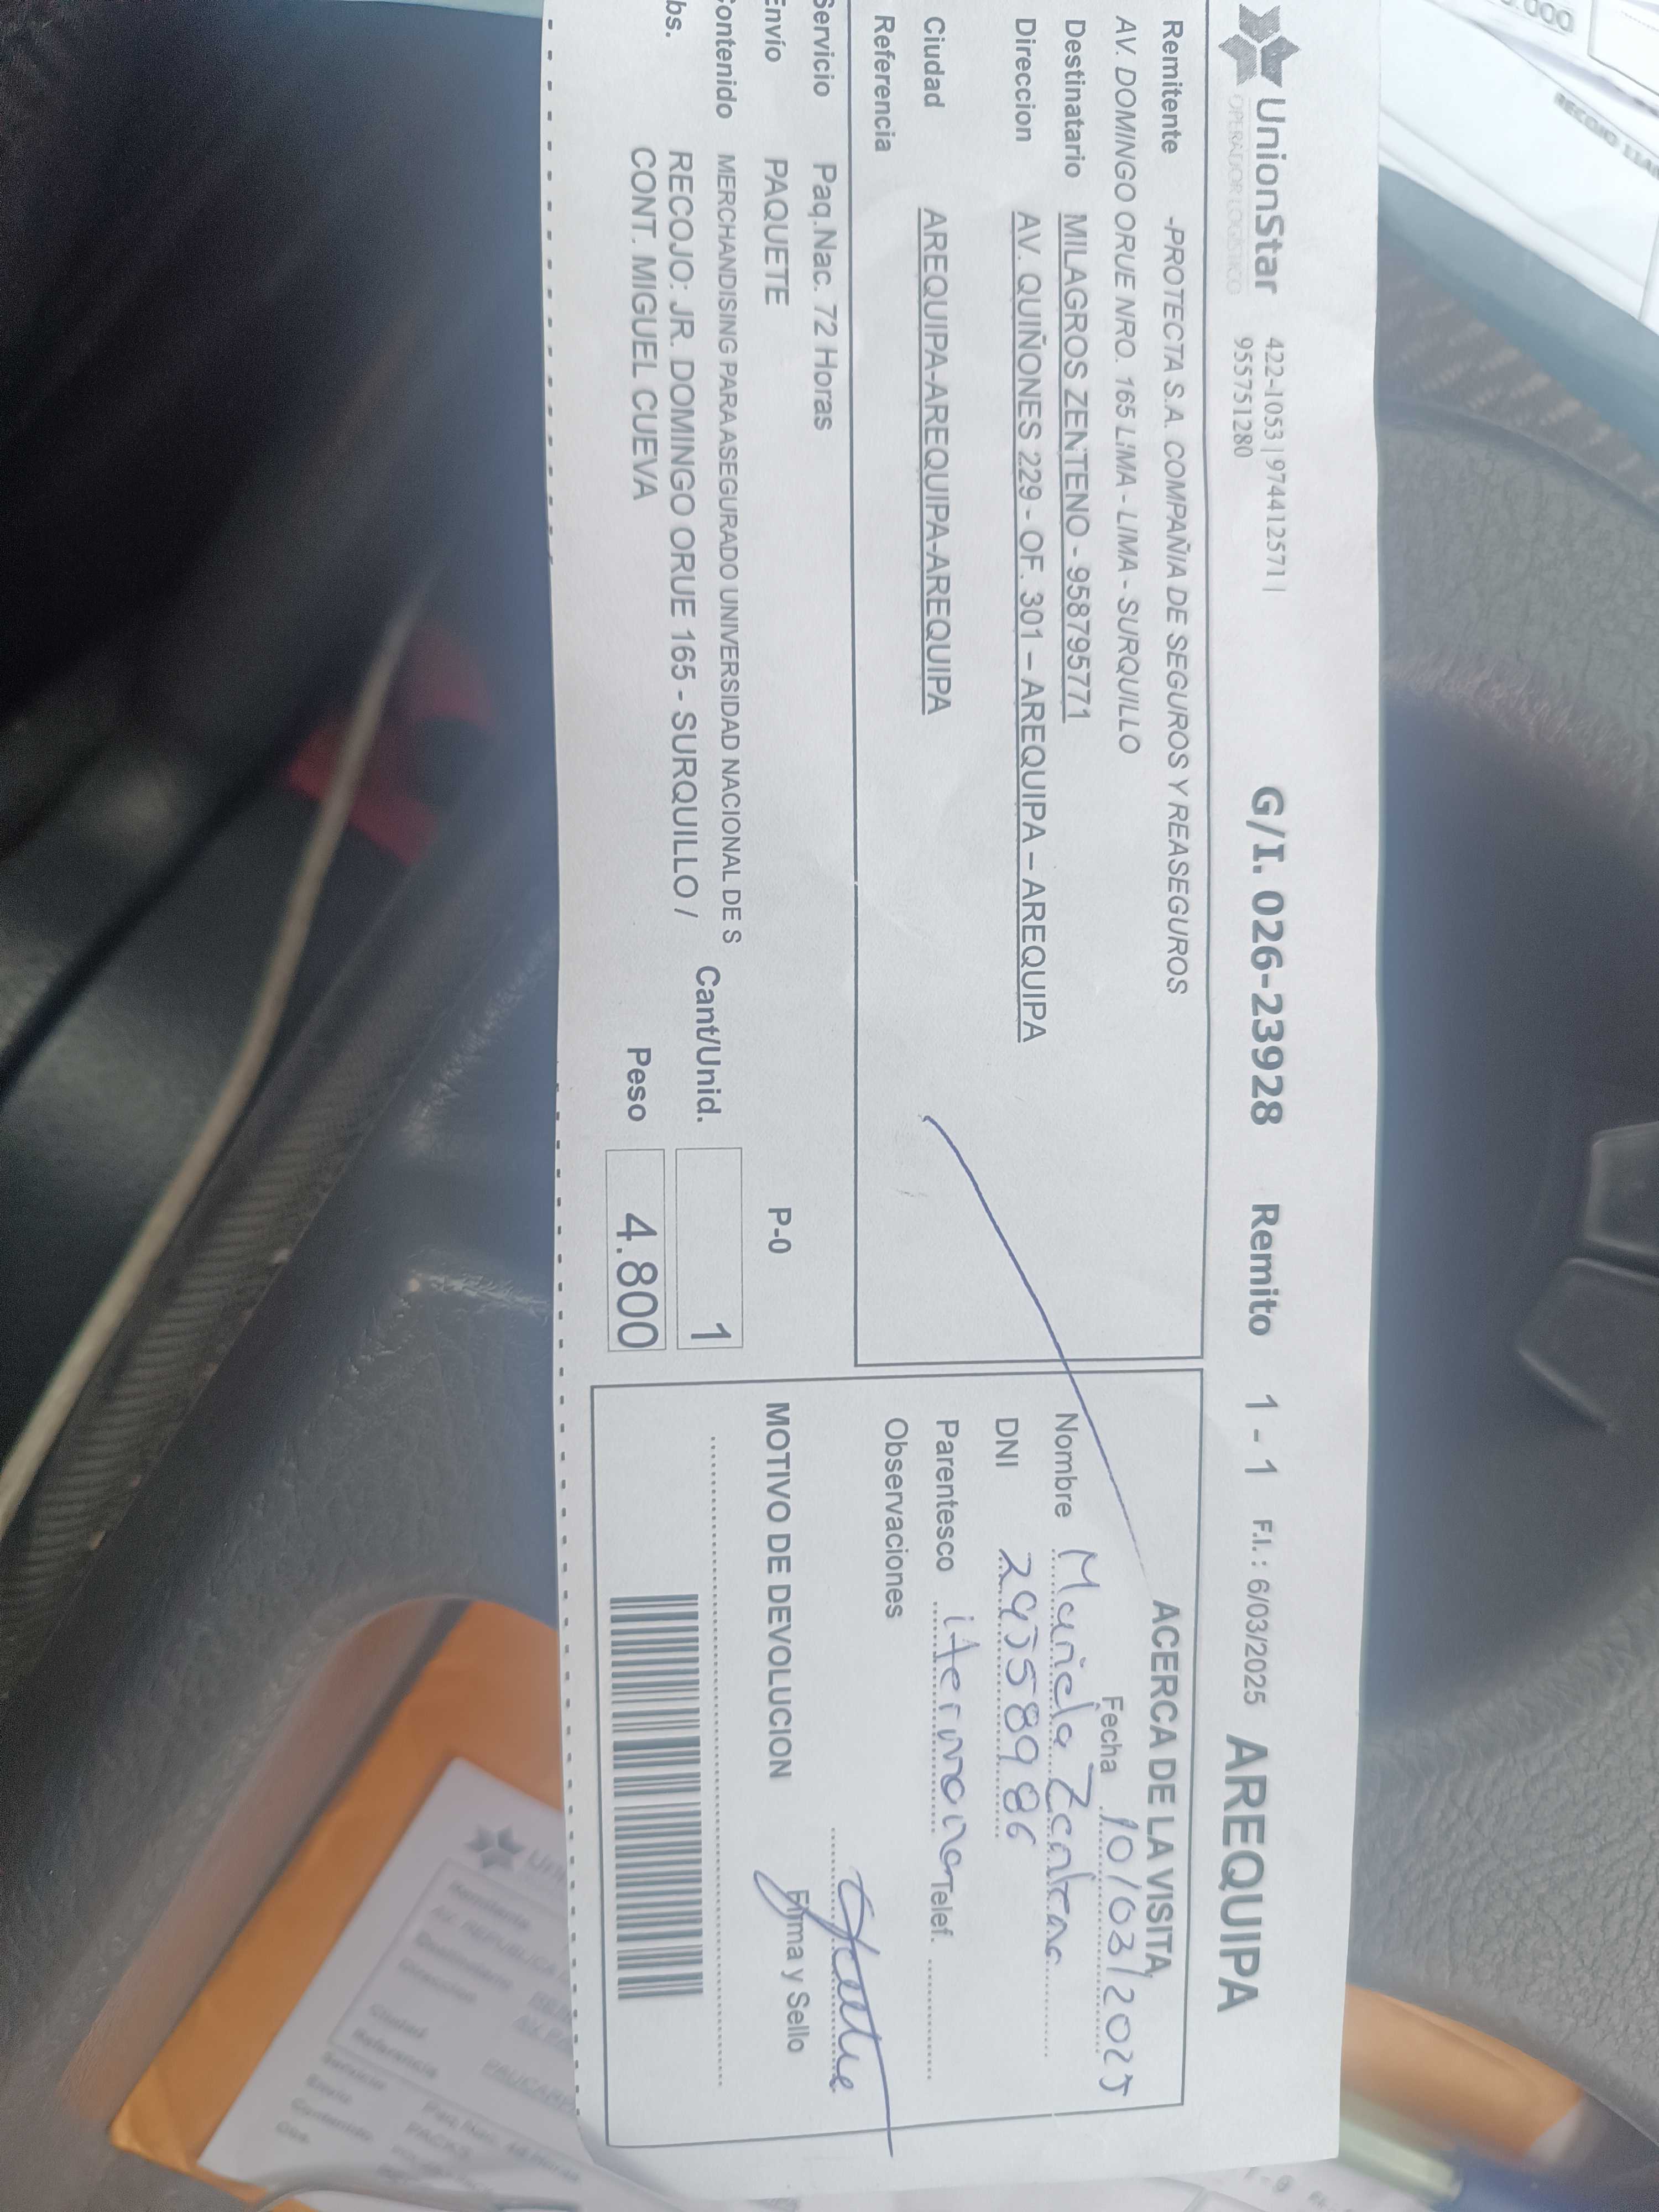 UnionStar
OPERADOR LOGISTICO
422-1053 | 974412571 |
955751280
G/I. 026-23928
Remito 1 - 1
F.I. : 6/03/2025
AREQUIPA
Remitente -PROTECTA S.A. COMPAÑIA DE SEGUROS Y REASEGUROS
AV. DOMINGO ORUE NRO. 165 LIMA - LIMA - SURQUILLO
Destinatario MILAGROS ZENTENO - 958795771
Direccion AV. QUIÑONES 229 - OF. 301 – AREQUIPA – AREQUIPA
Ciudad AREQUIPA-AREQUIPA-AREQUIPA
Referencia
Servicio Paq.Nac. 72 Horas
Envío PAQUETE
P-0
Contenido MERCHANDISING PARA ASEGURADO UNIVERSIDAD NACIONAL DE S
Cant/Unid. 1
bs. RECOJO: JR. DOMINGO ORUE 165 - SURQUILLO /
CONT. MIGUEL CUEVA
Peso 4.800
ACERCA DE LA VISITA
Fecha 10/03/2025
Nombre Mariela Zenteno
DNI 29558986
Parentesco Hermana Telef.
Observaciones
Firma y Sello
MOTIVO DE DEVOLUCION